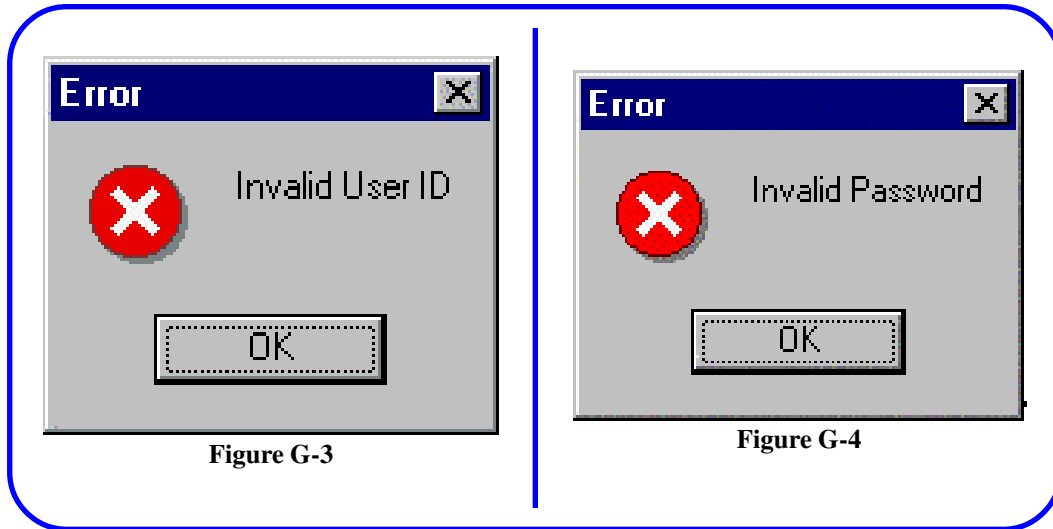 Error
Invalid User ID
OK
Figure G-3
Error
Invalid Password
OK
Figure G-4